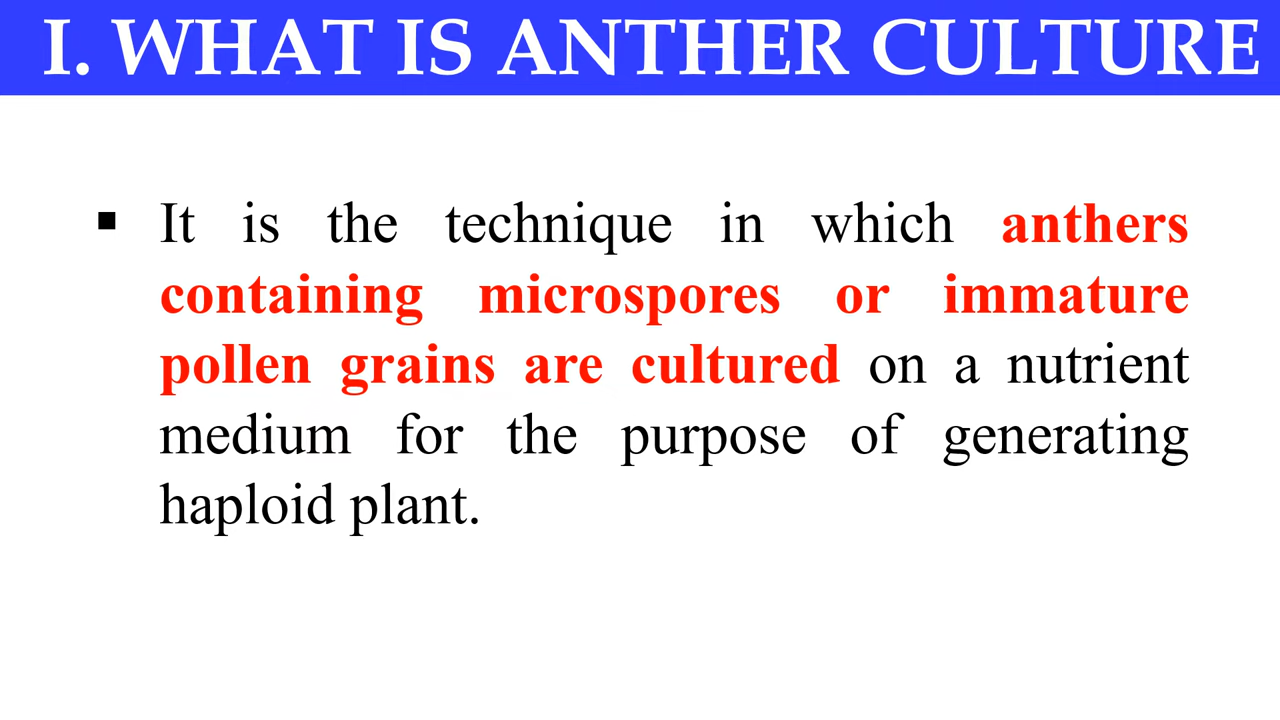 I. WHAT IS ANTHER CULTURE
▪ It is the technique in which anthers
containing microspores or immature
pollen grains are cultured on a nutrient
medium for the purpose of generating
haploid plant.